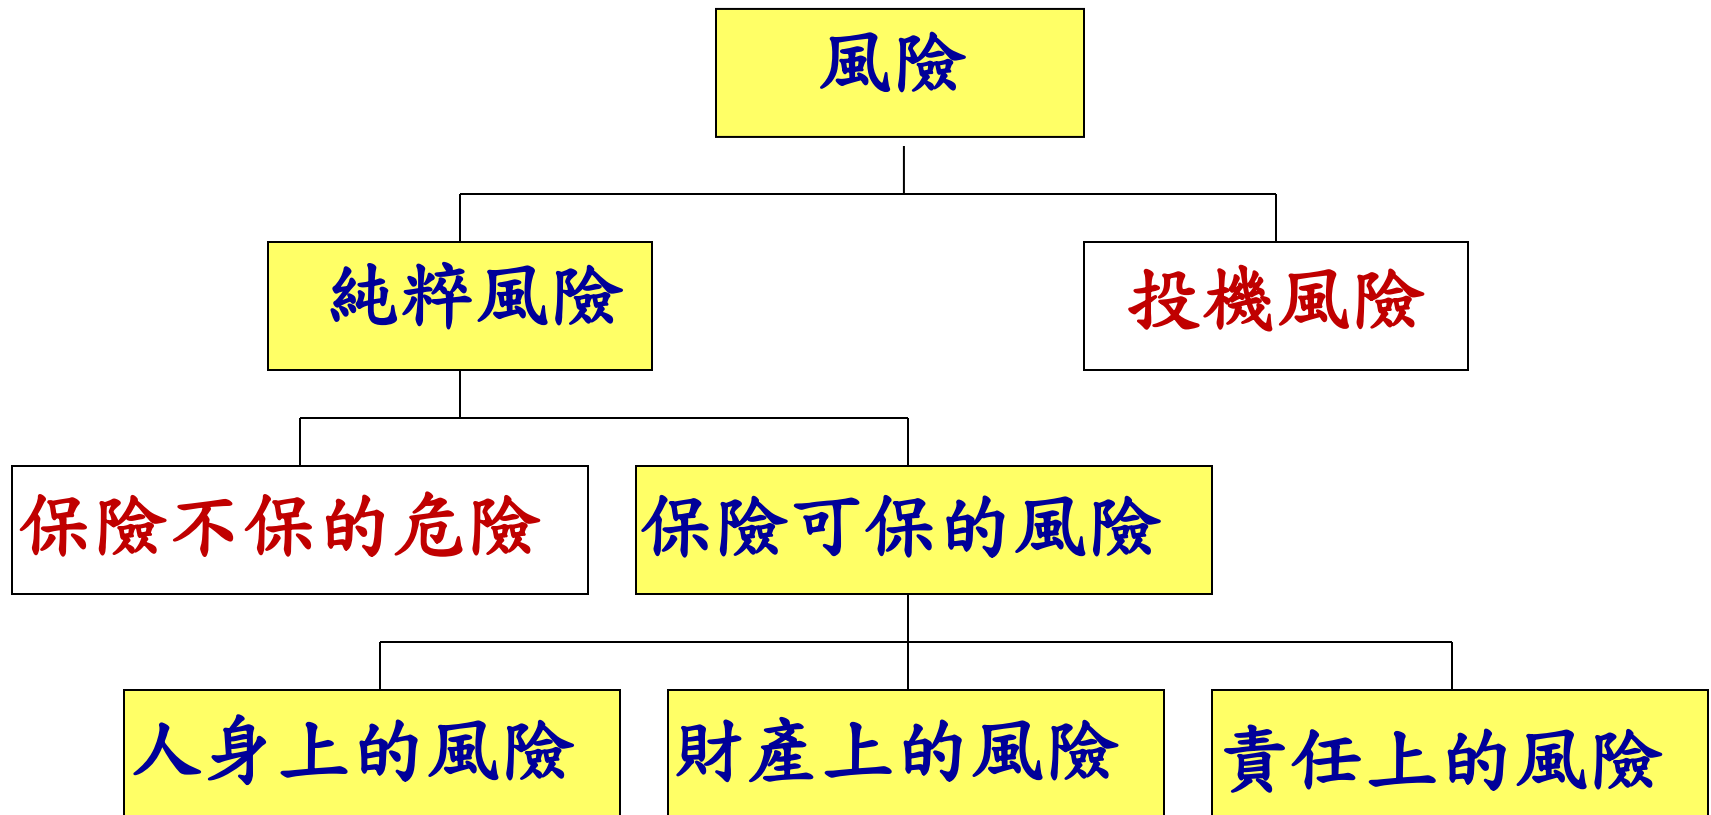 風險
純粹風險
投機風險
保險不保的危險
保險可保的風險
人身上的風險
財產上的風險
責任上的風險